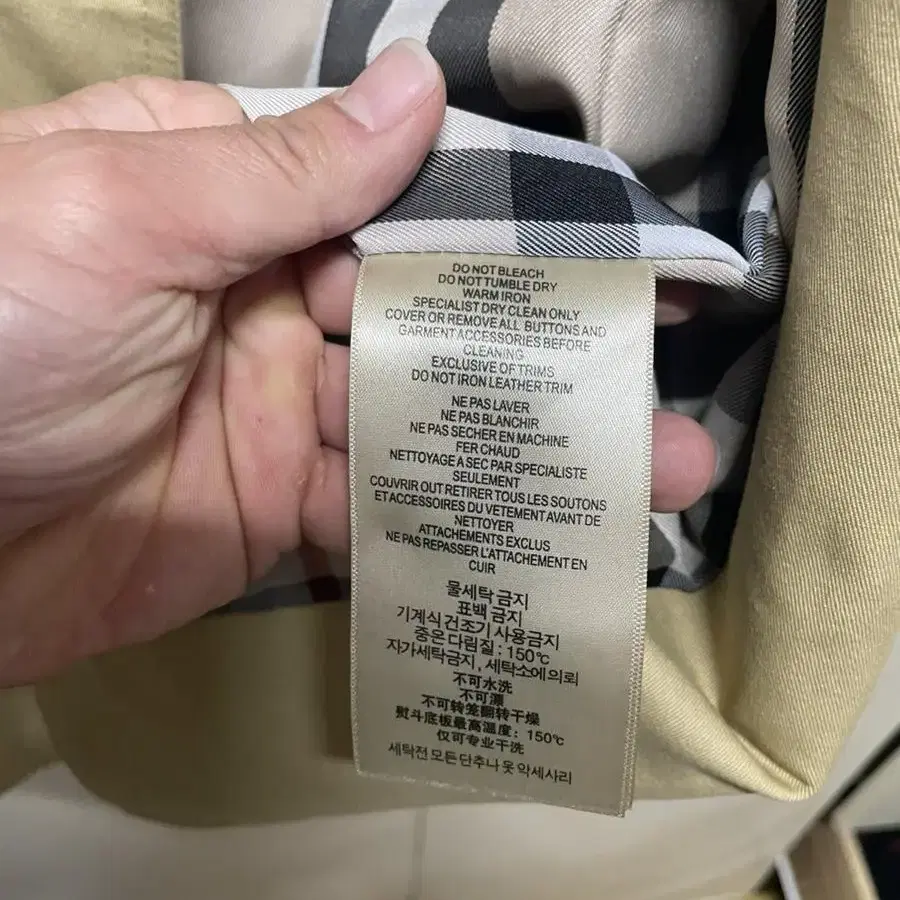 DO NOT BLEACH
DO NOT TUMBLE DRY
WARM IRON
SPECIALIST DRY CLEAN ONLY
COVER OR REMOVE ALL BUTTONS AND
GARMENT ACCESSORIES BEFORE
CLEANING
EXCLUSIVE OF TRIMS
DO NOT IRON LEATHER TRIM
NE PAS LAVER
NE PAS BLANCHIR
NE PAS SECHER EN MACHINE
FER CHAUD
NETTOYAGE A SEC PAR SPECIALISTE
SEULEMENT
COUVRIR OUT RETIRER TOUS LES SOUTONS
ET ACCESSOIRES DU VETEMENT AVANT DE
NETTOYER
ATTACHEMENTS EXCLUS
NE PAS REPASSER L'ATTACHEMENT EN
CUIR
물세탁 금지
표백 금지
기계식 건조기 사용금지
중온 다림질 : 150℃
자가세탁금지, 세탁소에의뢰
不可水洗
不可漂
不可转笼翻转干燥
熨斗底板最高温度：150℃
仅可专业干洗
세탁전 모든 단추나 옷 악세사리